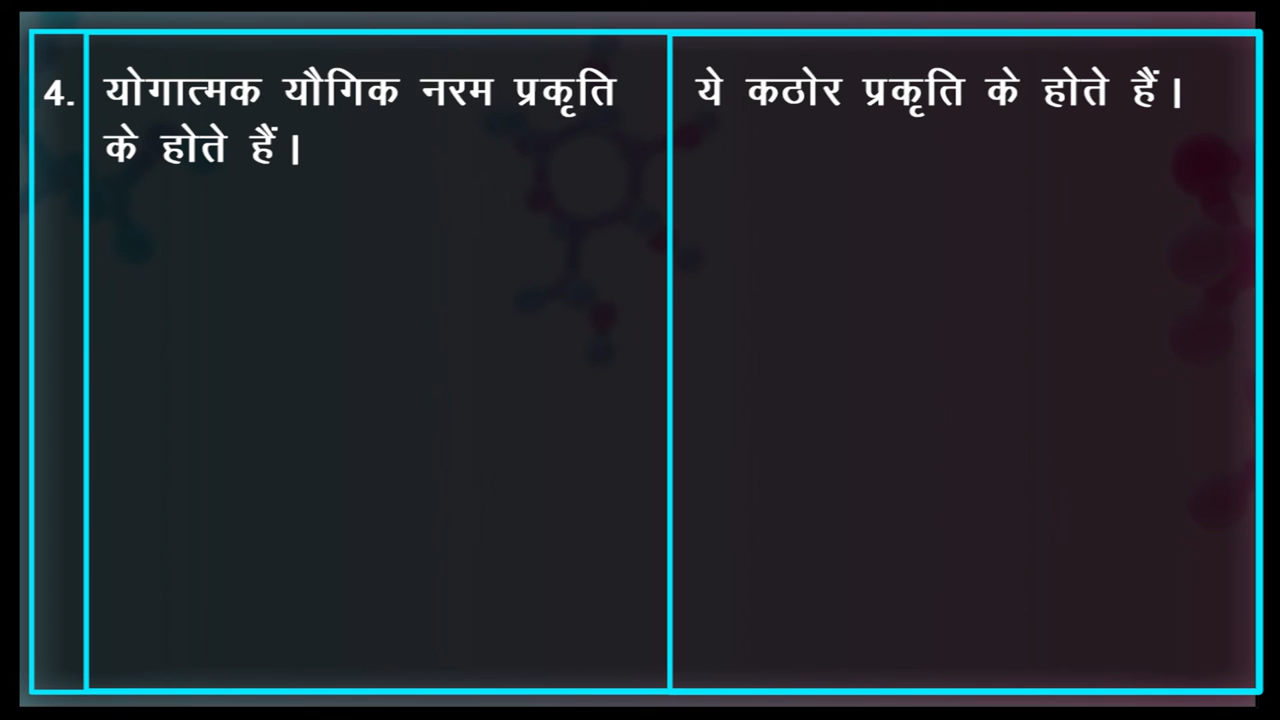 4. योगात्मक यौगिक नरम प्रकृति
के होते हैं।
ये कठोर प्रकृति के होते हैं।